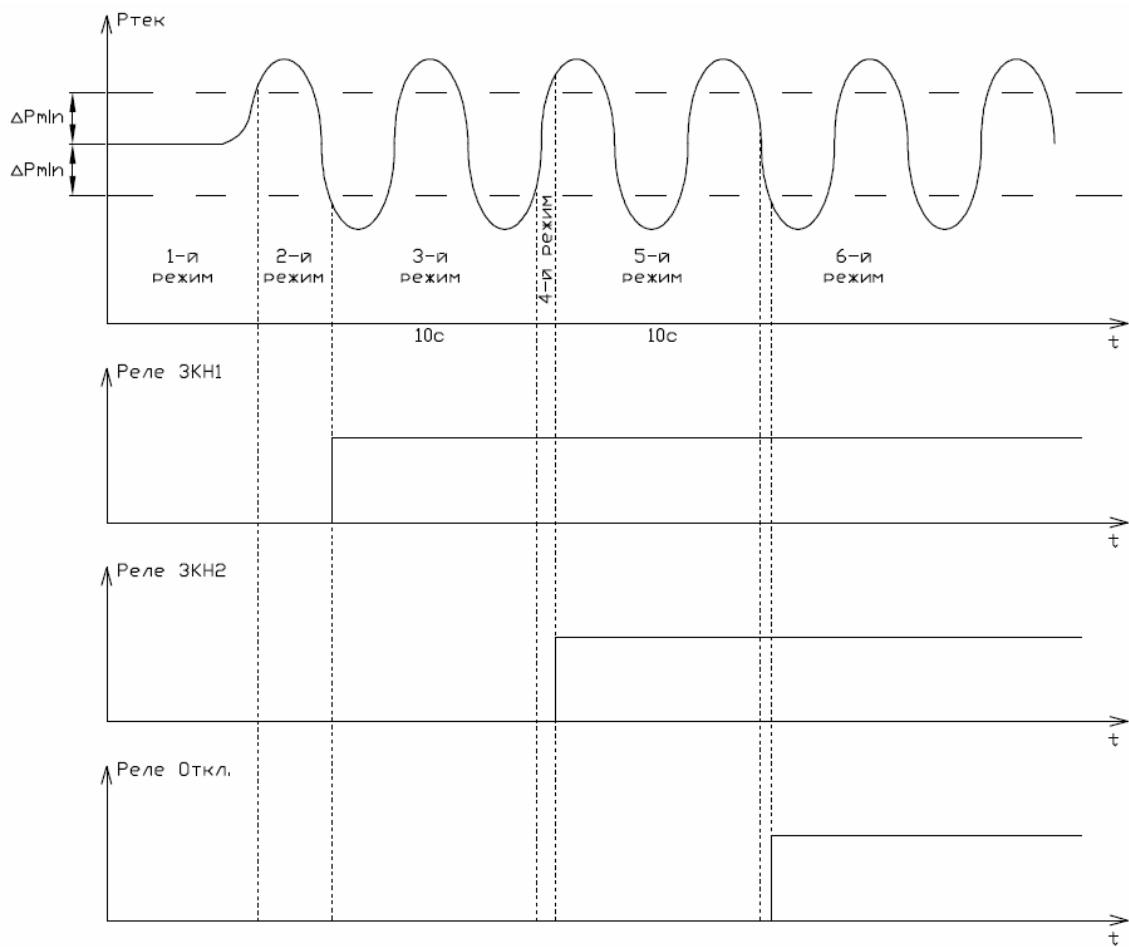 Pтек
ΔPmin
ΔPmin
1-й режим
2-й режим
3-й режим
4-й режим
5-й режим
6-й режим
10с
10с
t
Реле ЗКН1
t
Реле ЗКН2
t
Реле Откл.
t